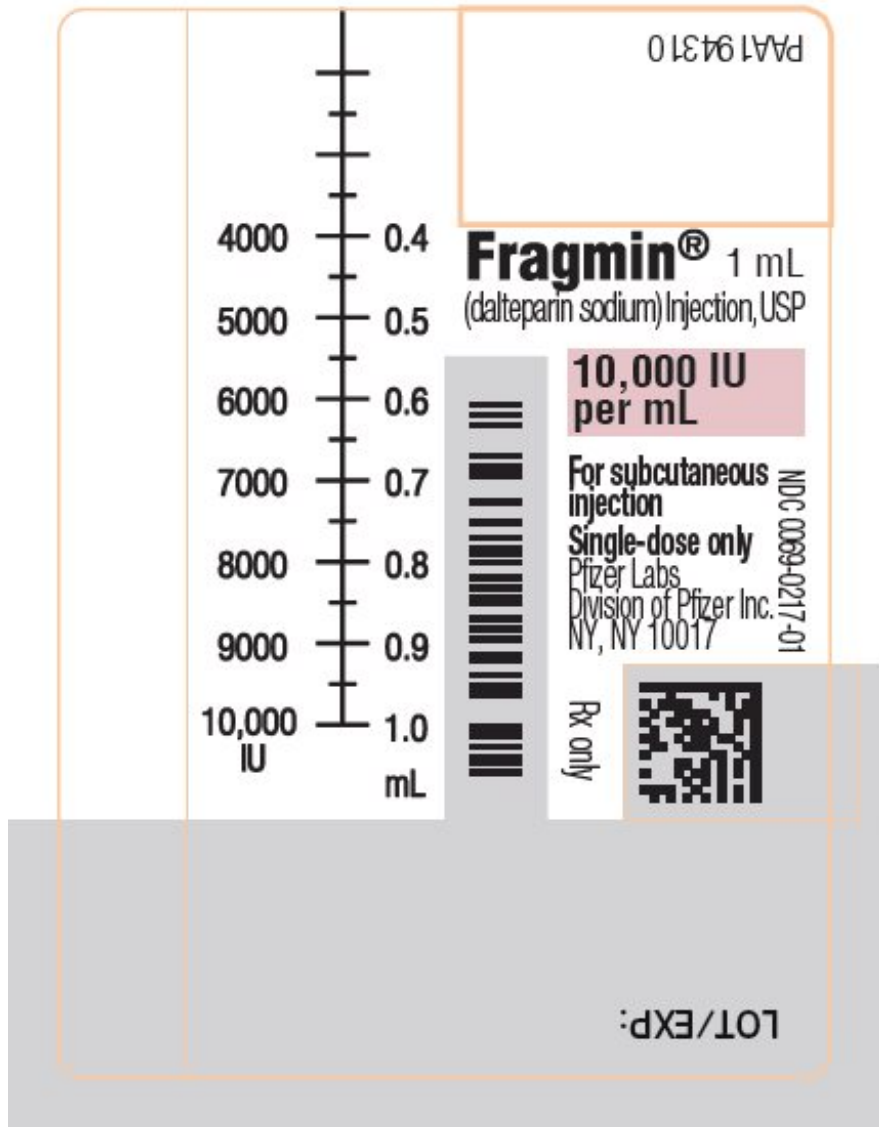 PAA194310
4000 0.4
5000 0.5
6000 0.6
7000 0.7
8000 0.8
9000 0.9
10,000 1.0
IU
mL
Fragmin® 1 mL
(dalteparin sodium) Injection, USP
10,000 IU
per mL
For subcutaneous
injection
Single-dose only
Pfizer Labs
Division of Pfizer Inc.
NY, NY 10017
NDC 0069-0217-01
Rx only
LOT/EXP: